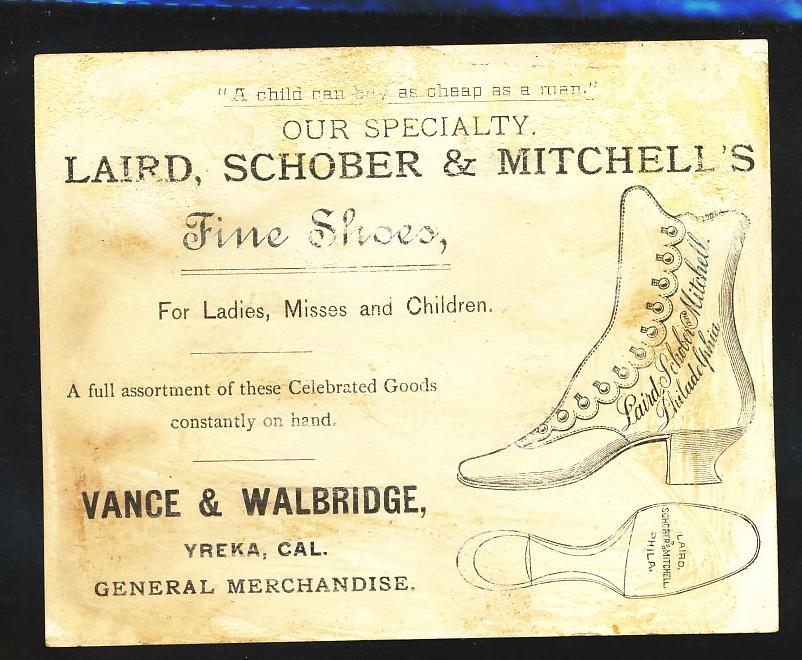 "A child can buy as cheap as a man."
OUR SPECIALTY.
LAIRD, SCHOBER & MITCHELL'S
Fine Shoes,
For Ladies, Misses and Children.
A full assortment of these Celebrated Goods
constantly on hand.
VANCE & WALBRIDGE,
YREKA, CAL.
GENERAL MERCHANDISE.
Laird Schober and Mitchell.
Philadelphia
LAIRD,
SCHOBER & MITCHELL.
PHILA.